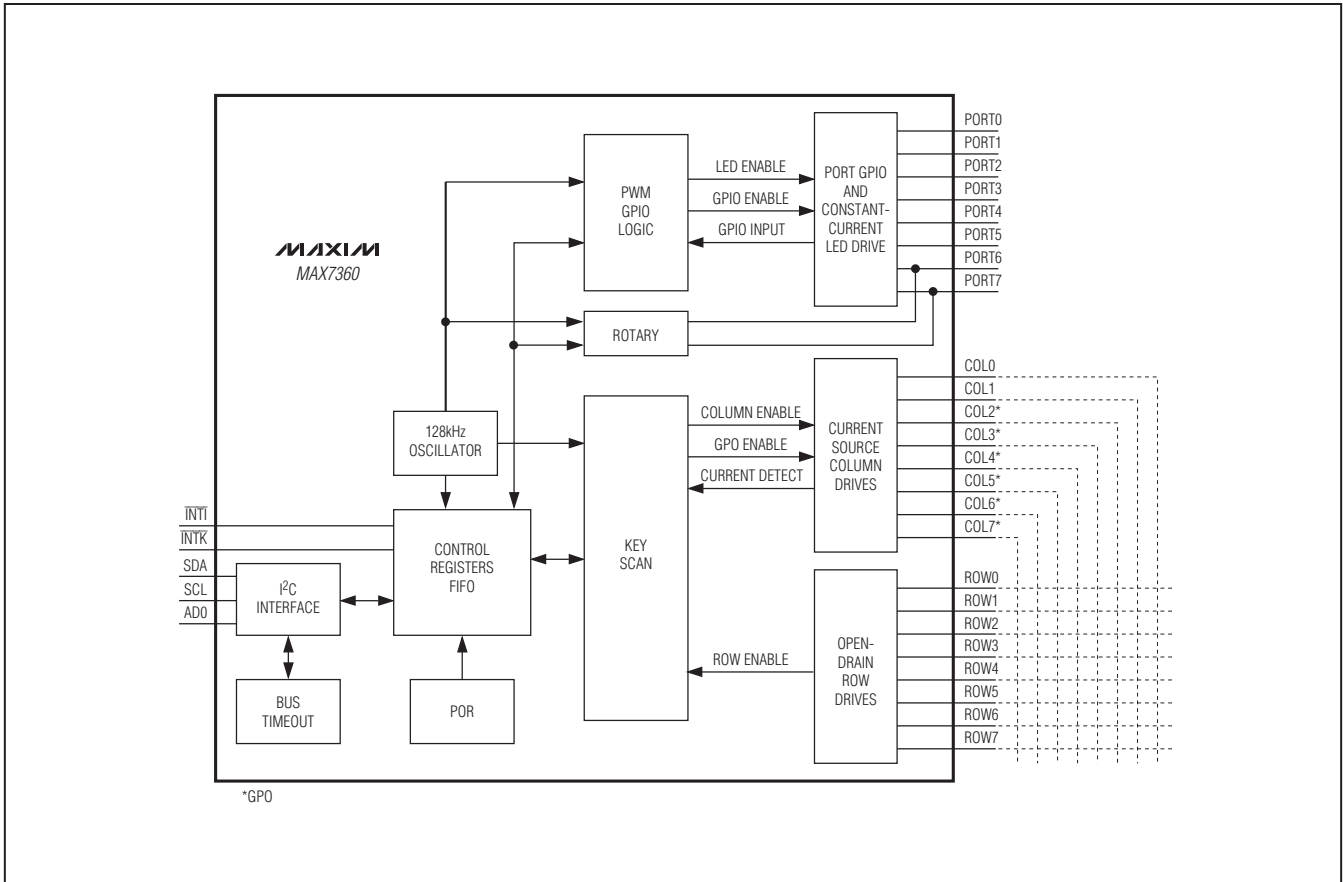 MAXIM
MAX7360
PWM
GPIO
LOGIC
LED ENABLE
GPIO ENABLE
GPIO INPUT
PORT GPIO
AND
CONSTANT-
CURRENT
LED DRIVE
PORT0
PORT1
PORT2
PORT3
PORT4
PORT5
PORT6
PORT7
ROTARY
128kHz
OSCILLATOR
COLUMN ENABLE
GPO ENABLE
CURRENT DETECT
CURRENT
SOURCE
COLUMN
DRIVES
COL0
COL1
COL2*
COL3*
COL4*
COL5*
COL6*
COL7*
INTI
INTK
SDA
SCL
AD0
I2C
INTERFACE
CONTROL
REGISTERS
FIFO
KEY
SCAN
BUS
TIMEOUT
POR
ROW ENABLE
OPEN-
DRAIN
ROW
DRIVES
ROW0
ROW1
ROW2
ROW3
ROW4
ROW5
ROW6
ROW7
*GPO